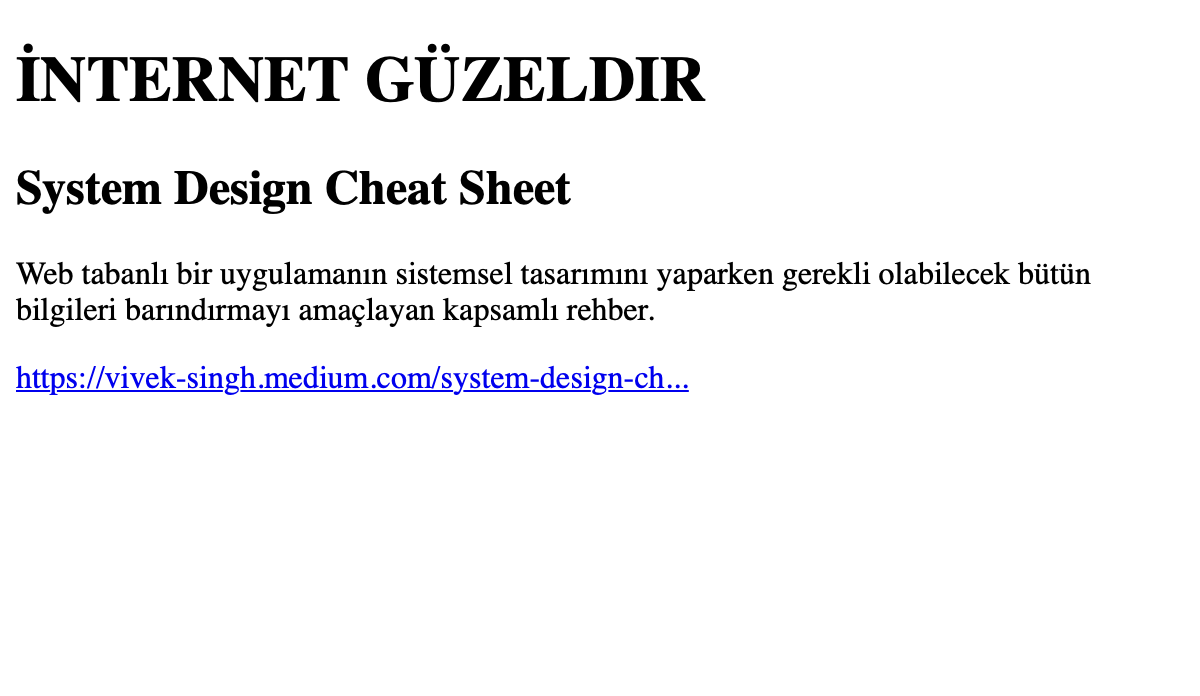 İNTERNET GÜZELDIR
System Design Cheat Sheet
Web tabanlı bir uygulamanın sistemsel tasarımını yaparken gerekli olabilecek bütün
bilgileri barındırmayı amaçlayan kapsamlı rehber.
https://vivek-singh.medium.com/system-design-ch...